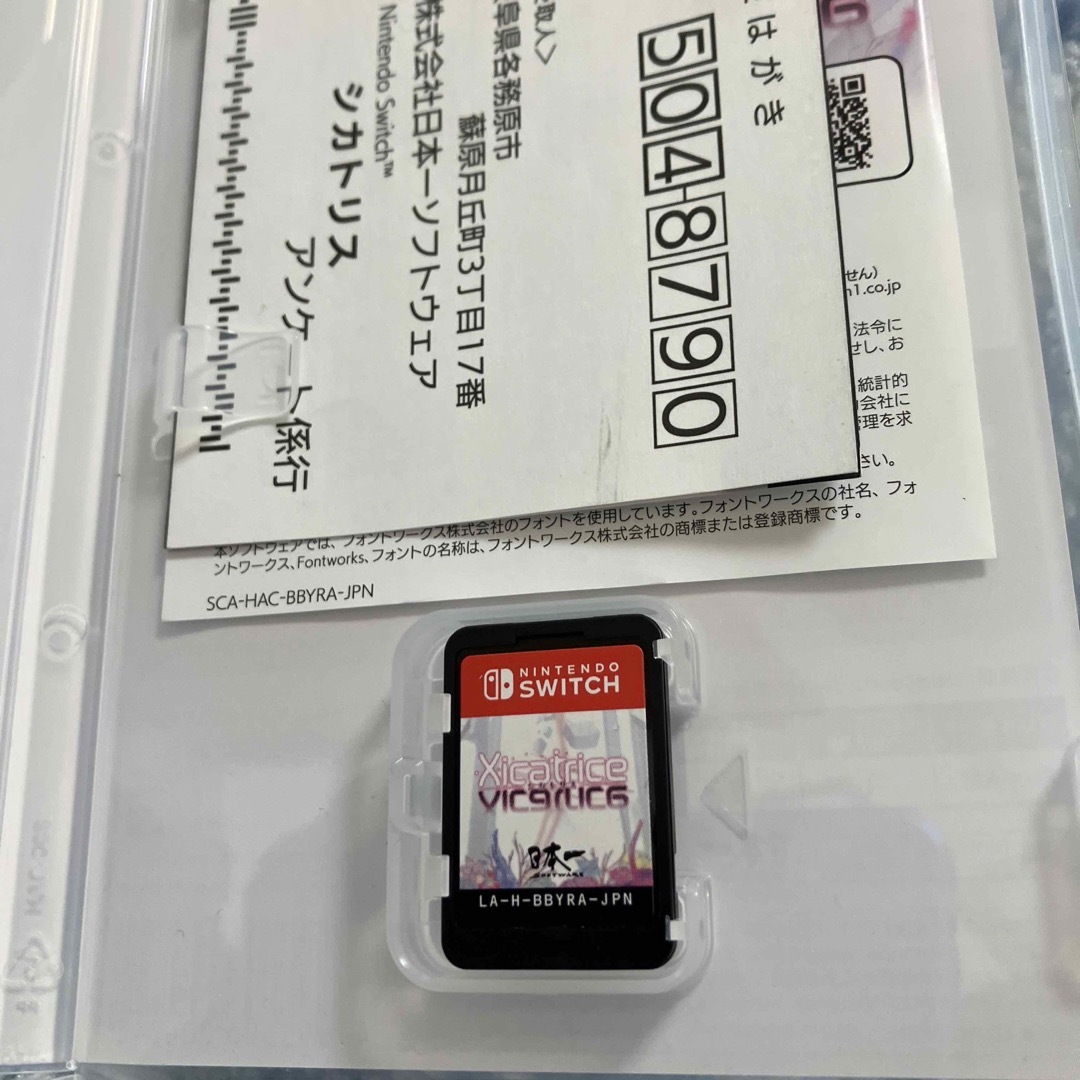 はがき
504-8790
取人〉
阜県各務原市
蘇原月丘町3丁目17番
株式会社日本一ソフトウェア
Nintendo Switch™
シカトリス
アンケート係行
せん）
n1.co.jp
法令に
せし、お
統計的
会社に
管理を求
さい。
本ソフトウェアでは、フォントワークス株式会社のフォントを使用しています。フォントワークスの社名、フォ
ントワークス、Fontworks、フォントの名称は、フォントワークス株式会社の商標または登録商標です。
SCA-HAC-BBYRA-JPN
NINTENDO
SWITCH
Xicatrice
日本一
SOFTWARE
LA-H-BBYRA-JPN